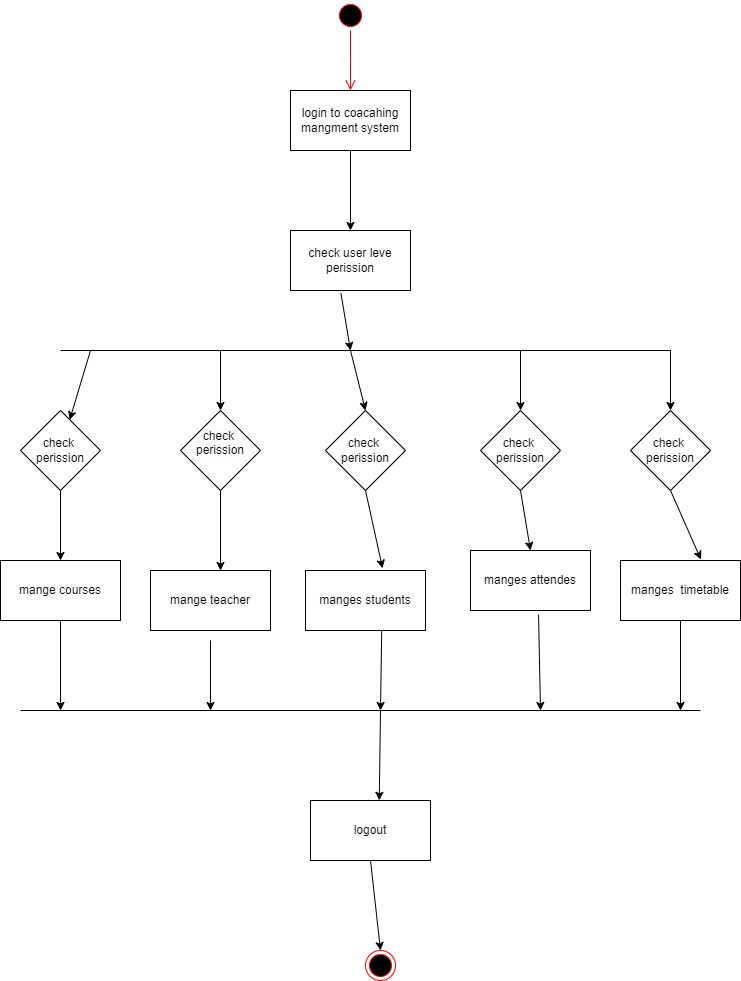 login to coacahing
mangment system
check user leve
perission
check
perission
check
perission
check
perission
check
perission
check
perission
mange courses
mange teacher
manges students
manges attendes
manges  timetable
logout